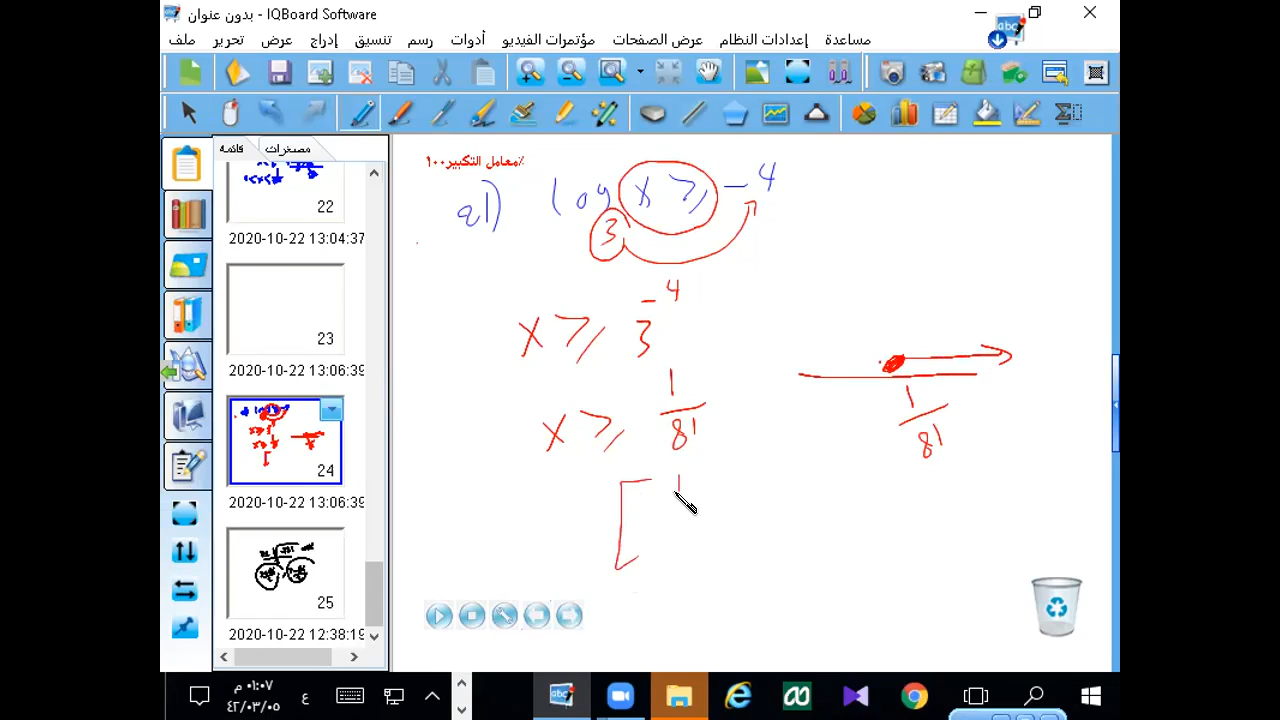 بدون عنوان - IQBoard Software
ملف تحرير عرض إدراج تنسيق رسم أدوات مؤتمرات الفيديو عرض الصفحات إعدادات النظام مساعدة
قائمة مصغرات
معامل التكبير١٠٠٪
22
2020-10-22 13:04:37
23
2020-10-22 13:06:39
24
2020-10-22 13:06:39
25
2020-10-22 12:38:19
log₃ x ≥ -4
x ≥ 3⁻⁴
x ≥ 1/81
1/81
[ 1
٠١:٠٧ م
٤٢/٠٣/٠٥
ع